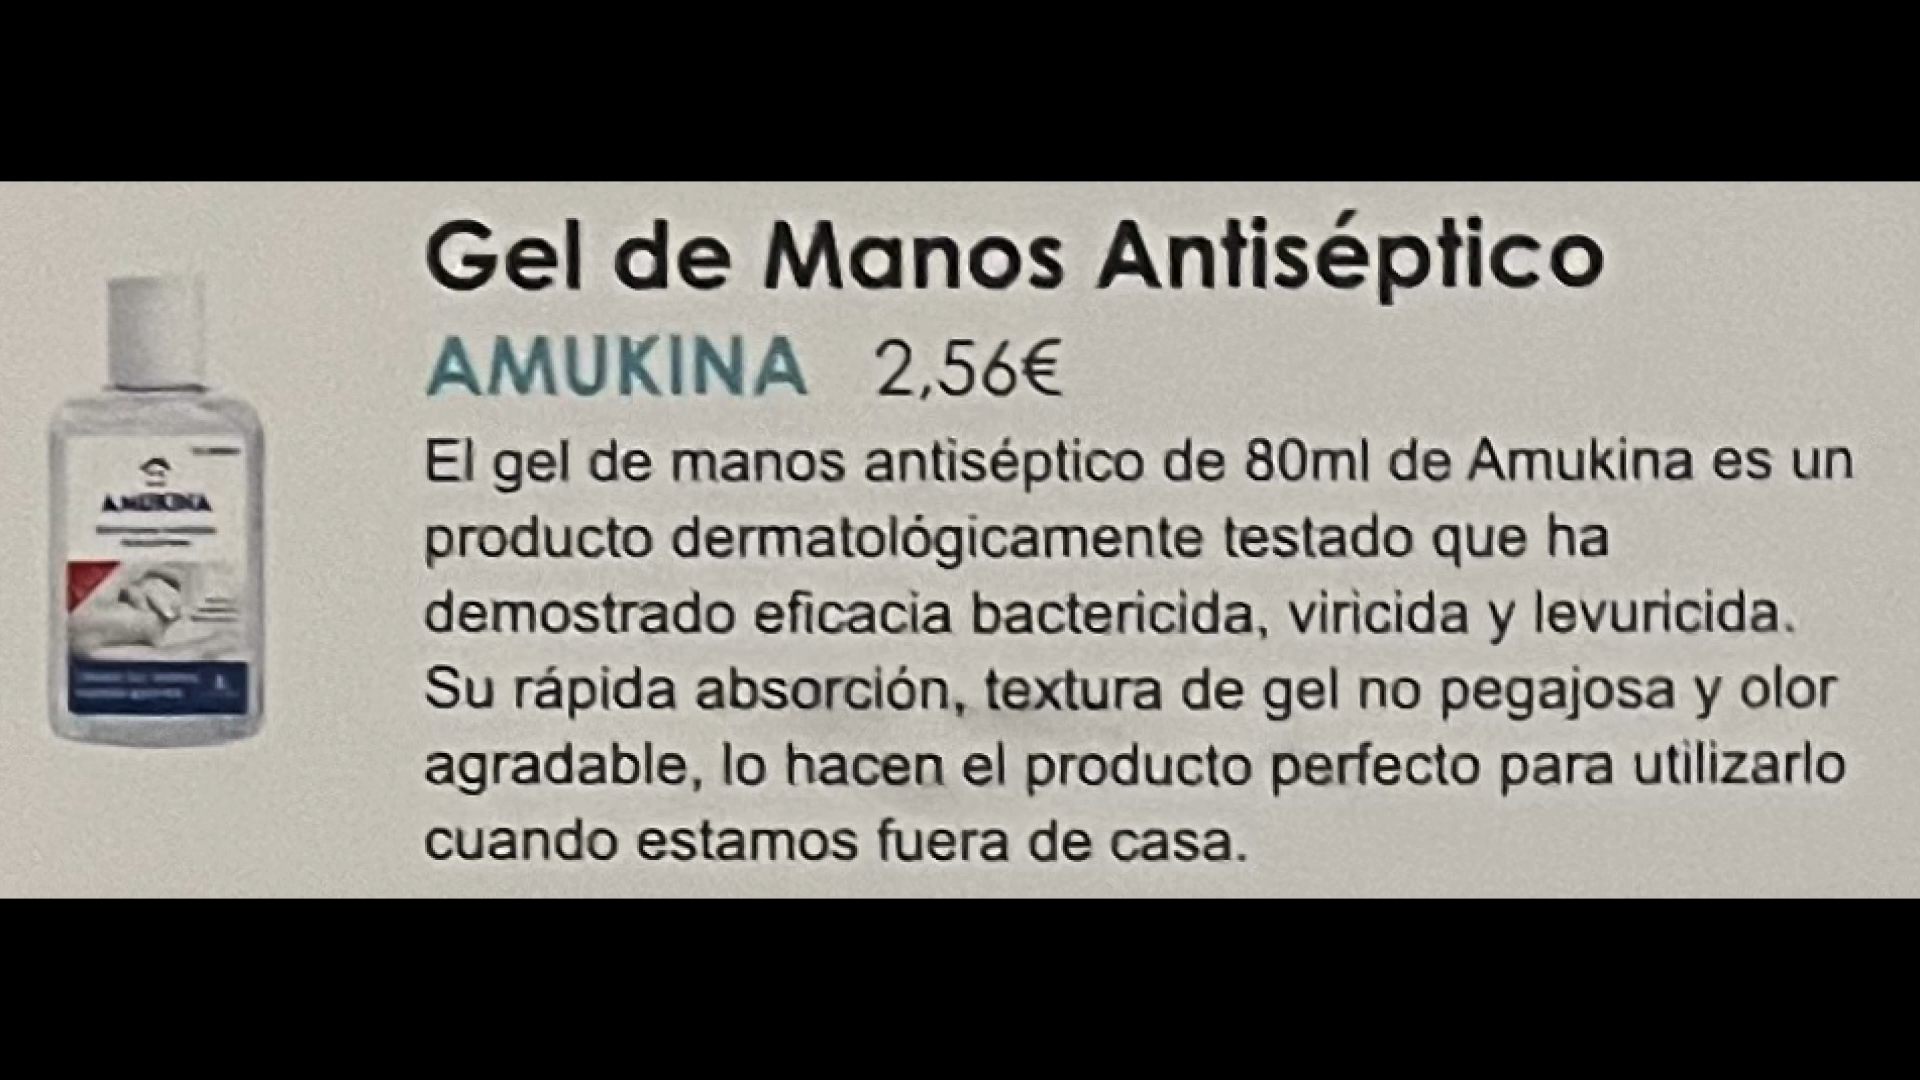 Gel de Manos Antiséptico
AMUKINA 2,56€
El gel de manos antiséptico de 80ml de Amukina es un
producto dermatológicamente testado que ha
demostrado eficacia bactericida, viricida y levuricida.
Su rápida absorción, textura de gel no pegajosa y olor
agradable, lo hacen el producto perfecto para utilizarlo
cuando estamos fuera de casa.
AMUKINA